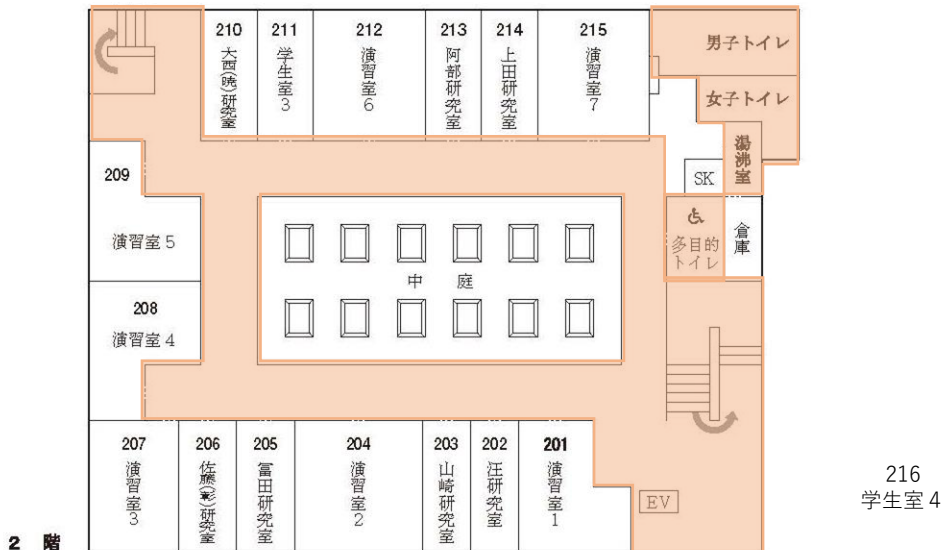 210
大西(暁)研究室
211
学生室3
212
演習室6
213
阿部研究室
214
上田研究室
215
演習室7
男子トイレ
女子トイレ
湯沸室
SK
多目的
トイレ
倉庫
209
演習室5
中庭
208
演習室4
207
演習室3
206
佐藤(彰)研究室
205
冨田研究室
204
演習室2
203
山崎研究室
202
汪研究室
201
演習室1
EV
216
学生室4
2 階